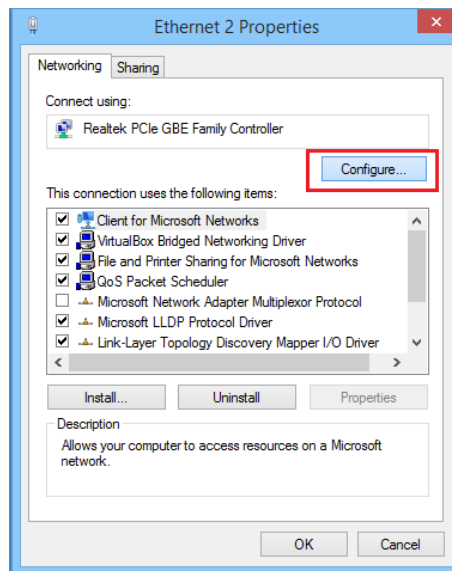 Ethernet 2 Properties
Networking
Sharing
Connect using:
Realtek PCIe GBE Family Controller
Configure...
This connection uses the following items:
Client for Microsoft Networks
VirtualBox Bridged Networking Driver
File and Printer Sharing for Microsoft Networks
QoS Packet Scheduler
Microsoft Network Adapter Multiplexor Protocol
Microsoft LLDP Protocol Driver
Link-Layer Topology Discovery Mapper I/O Driver
Install...
Uninstall
Properties
Description
Allows your computer to access resources on a Microsoft
network.
OK
Cancel